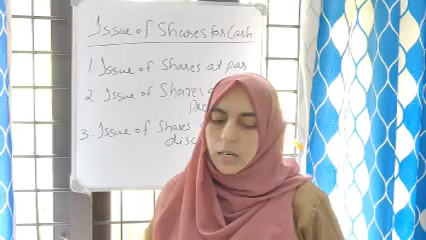 Issue of Shares for Cash
1. Issue of Shares at par
2. Issue of Shares
3. Issue of Shares